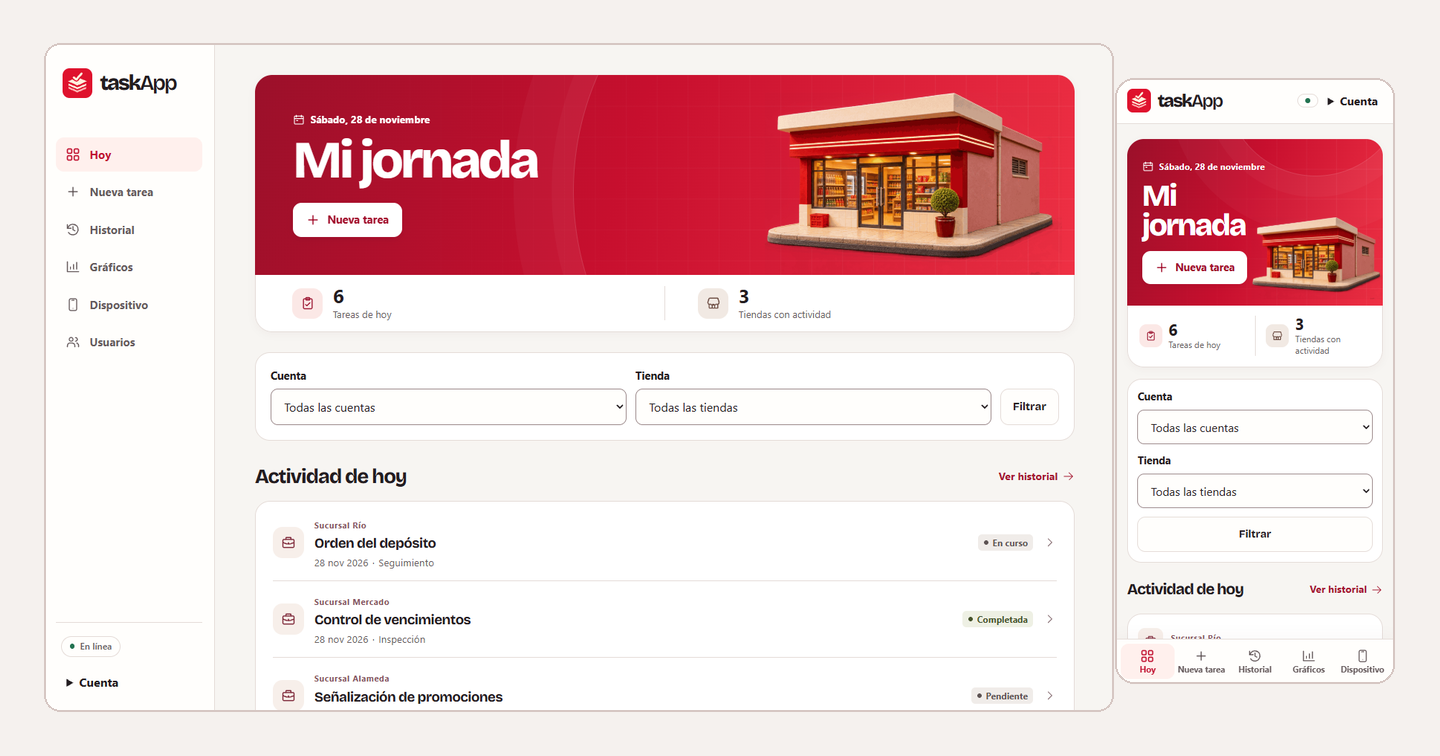 taskApp
Hoy
Nueva tarea
Historial
Gráficos
Dispositivo
Usuarios
En línea
Cuenta
Sábado, 28 de noviembre
Mi jornada
Nueva tarea
6
Tareas de hoy
3
Tiendas con actividad
Cuenta
Todas las cuentas
Tienda
Todas las tiendas
Filtrar
Actividad de hoy
Ver historial
Sucursal Río
Orden del depósito
28 nov 2026 · Seguimiento
En curso
Sucursal Mercado
Control de vencimientos
28 nov 2026 · Inspección
Completada
Sucursal Alameda
Señalización de promociones
Pendiente
taskApp
Cuenta
Sábado, 28 de noviembre
Mi
jornada
Nueva tarea
6
Tareas de hoy
3
Tiendas con
actividad
Cuenta
Todas las cuentas
Tienda
Todas las tiendas
Filtrar
Actividad de hoy
Ver historial
Sucursal Río
Hoy
Nueva tarea
Historial
Gráficos
Dispositivo